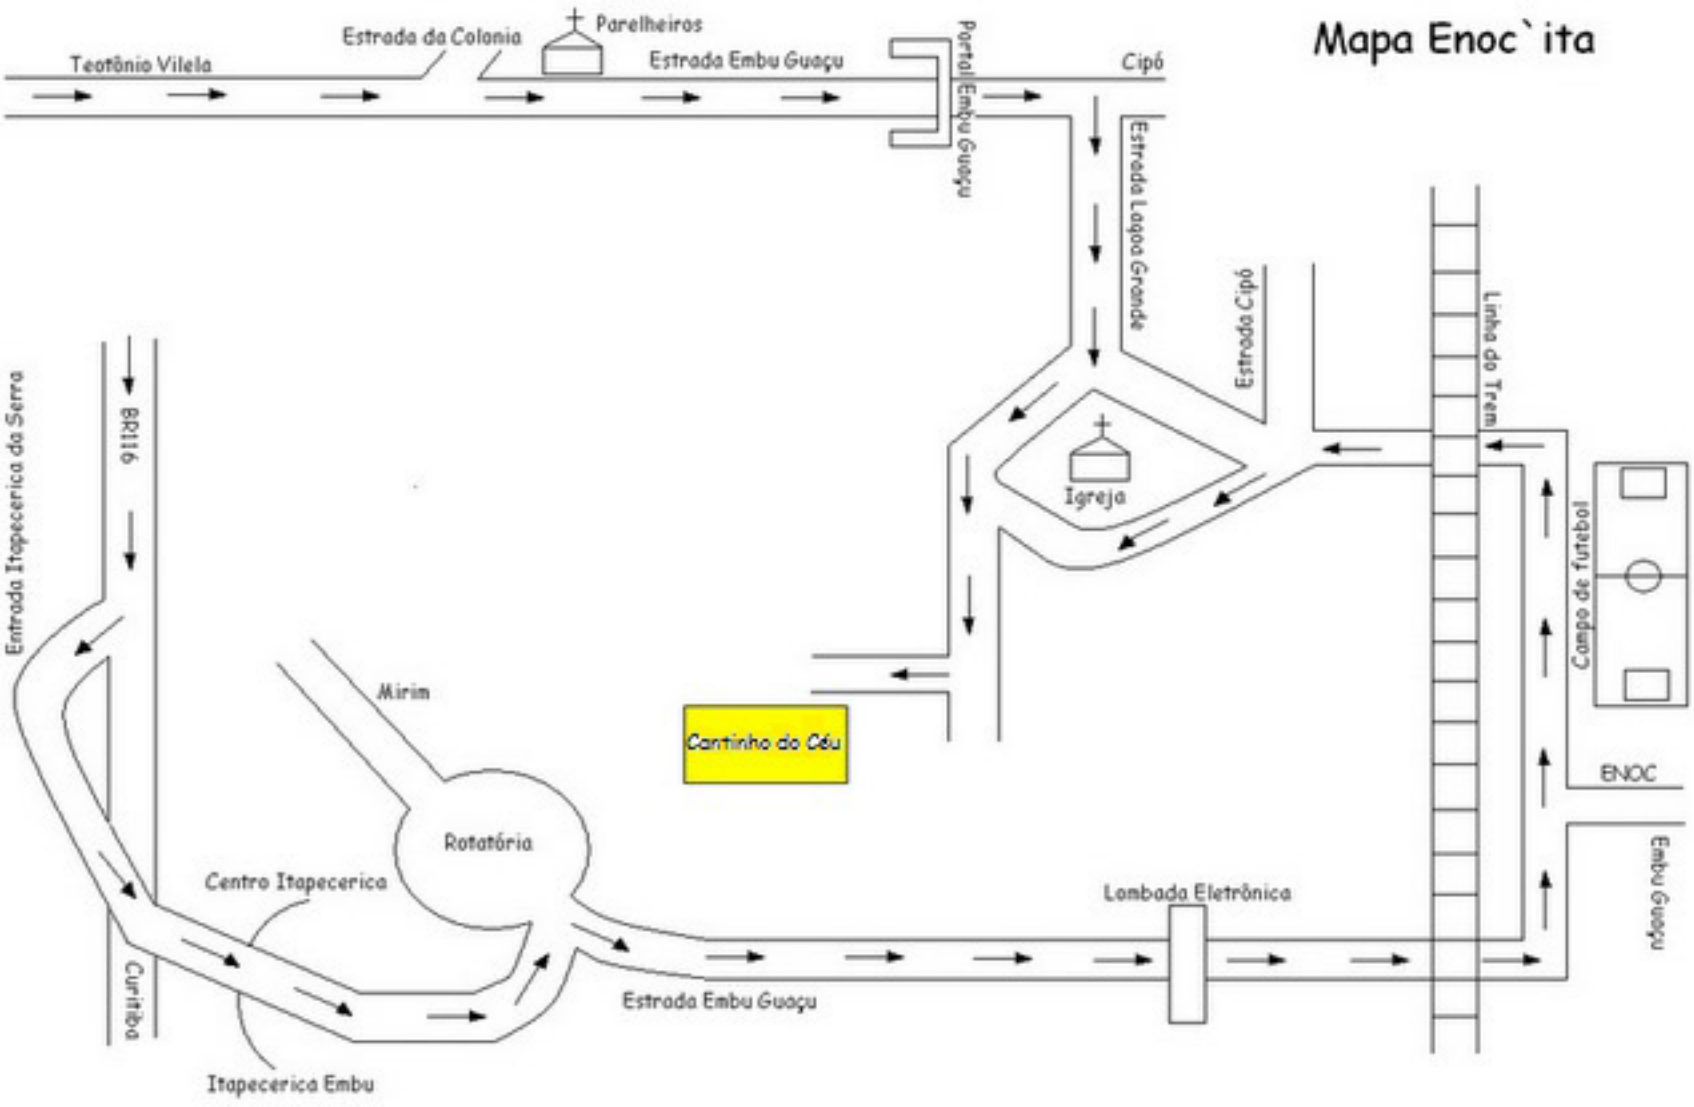 Mapa Enoc`ita
Parelheiros
Estrada da Colonia
Teotônio Vilela
Estrada Embu Guaçu
Portal Embu Guaçu
Cipó
Estrada Lagoa Grande
Estrada Cipó
Linha do Trem
Igreja
Campo de futebol
BR116
Entrada Itapecerica da Serra
Mirim
Cantinho do Céu
ENOC
Rotatória
Embu Guaçu
Centro Itapecerica
Lombada Eletrônica
Curitiba
Estrada Embu Guaçu
Itapecerica Embu